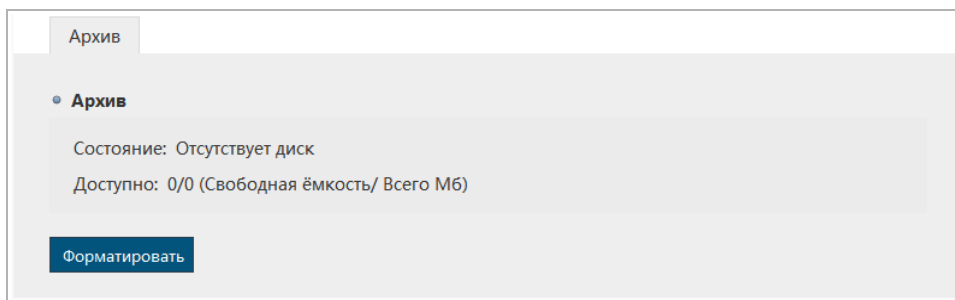 Архив
Архив
Состояние: Отсутствует диск
Доступно: 0/0 (Свободная ёмкость/ Всего Мб)
Форматировать